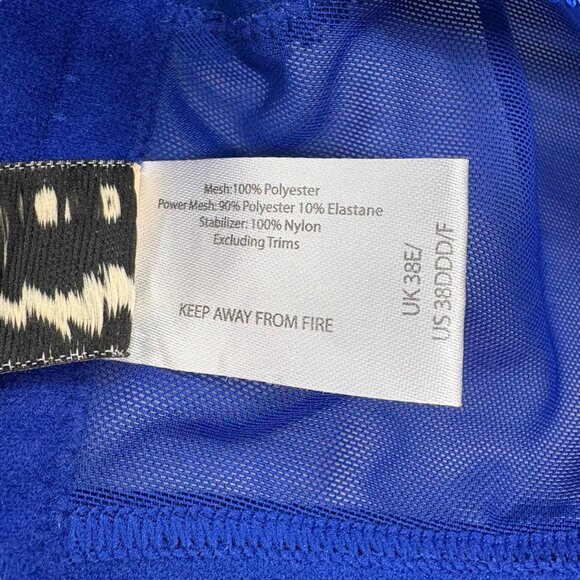 Mesh:100% Polyester
Power Mesh: 90% Polyester 10% Elastane
Stabilizer: 100% Nylon
Excluding Trims
KEEP AWAY FROM FIRE
UK 38E/
US 38DDD/F